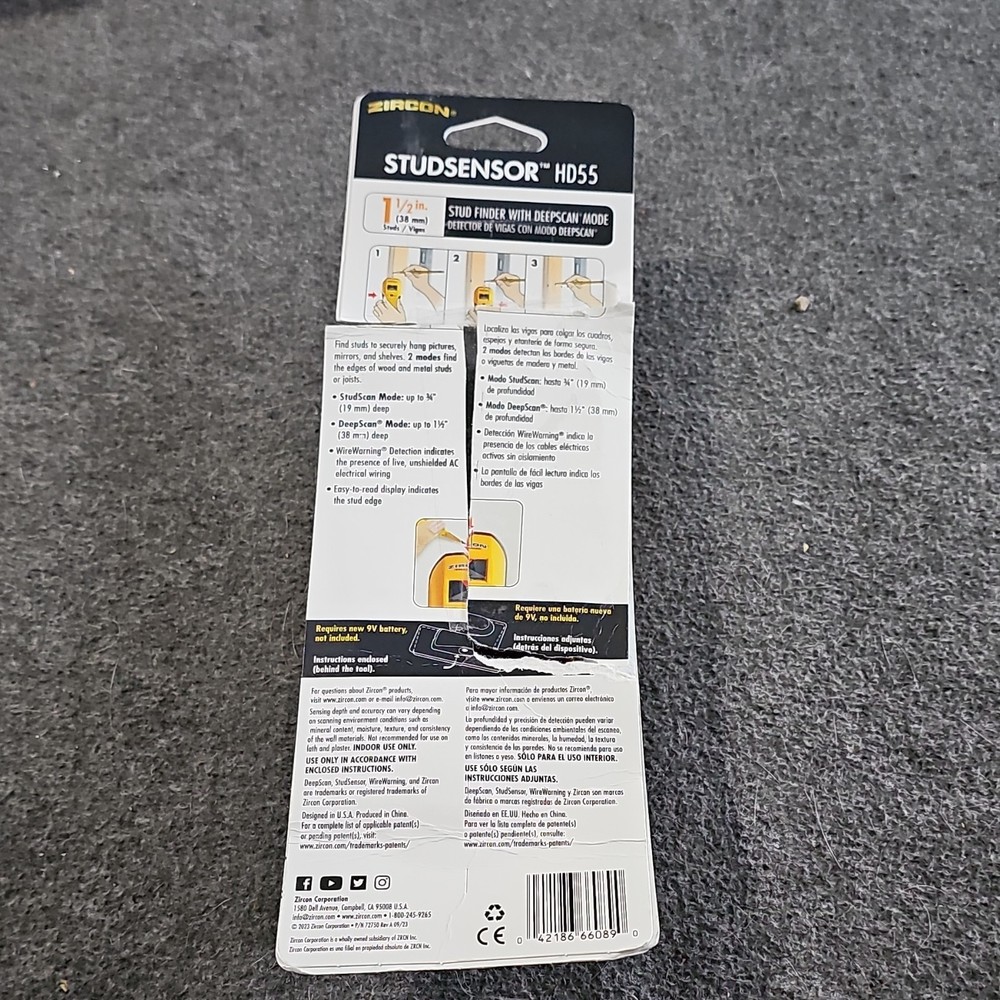 ZIRCON®
STUDSENSOR™ HD55
1 1/2 in.
(38 mm)
Studs / Vigas
STUD FINDER WITH DEEPSCAN® MODE
DETECTOR DE VIGAS CON MODO DEEPSCAN®
1
2
3
Find studs to securely hang pictures,
mirrors, and shelves. 2 modes find
the edges of wood and metal studs
or joists.
• StudScan Mode: up to ¾"
(19 mm) deep
• DeepScan® Mode: up to 1½"
(38 mm) deep
• WireWarning® Detection indicates
the presence of live, unshielded AC
electrical wiring
• Easy-to-read display indicates
the stud edge
Localiza las vigas para colgar los cuadros,
espejos y estantería de forma segura.
2 modos detectan los bordes de las vigas
o viguetas de madera y metal.
• Modo StudScan: hasta ¾" (19 mm)
de profundidad
• Modo DeepScan®: hasta 1½" (38 mm)
de profundidad
• Detección WireWarning® indica la
presencia de los cables eléctricos
activos sin aislamiento
• La pantalla de fácil lectura indica los
bordes de las vigas
Requires new 9V battery,
not included.
Instructions enclosed
(behind the tool).
Requiere una batería nueva
de 9V, no incluida.
Instrucciones adjuntas
(detrás del dispositivo).
For questions about Zircon® products,
visit www.zircon.com or e-mail info@zircon.com.
Sensing depth and accuracy can vary depending
on scanning environment conditions such as
mineral content, moisture, texture, and consistency
of the wall materials. Not recommended for use on
lath and plaster. INDOOR USE ONLY.
USE ONLY IN ACCORDANCE WITH
ENCLOSED INSTRUCTIONS.
DeepScan, StudSensor, WireWarning, and Zircon
are trademarks or registered trademarks of
Zircon Corporation.
Designed in U.S.A. Produced in China.
For a complete list of applicable patent(s)
or pending patent(s), visit:
www.zircon.com/trademarks-patents/
Para mayor información de productos Zircon®,
visite www.zircon.com o envíenos un correo electrónico
a info@zircon.com.
La profundidad y precisión de detección pueden variar
dependiendo de las condiciones ambientales del escaneo,
como los contenidos minerales, la humedad, la textura
y consistencia de las paredes. No se recomienda para uso
en listones o yeso. SÓLO PARA EL USO INTERIOR.
USE SÓLO SEGÚN LAS
INSTRUCCIONES ADJUNTAS.
DeepScan, StudSensor, WireWarning y Zircon son marcas
de fábrica o marcas registradas de Zircon Corporation.
Diseñado en EE.UU. Hecho en China.
Para ver la lista completa de patente(s)
o patente(s) pendiente(s), consulte:
www.zircon.com/trademarks-patents/
Zircon Corporation
1580 Dell Avenue, Campbell, CA 95008 U.S.A.
info@zircon.com • www.zircon.com • 1-800-245-9265
© 2023 Zircon Corporation • P/N 72750 Rev A 09/23
Zircon Corporation is a wholly owned subsidiary of ZRCN Inc.
Zircon Corporation es una filial en propiedad absoluta de ZRCN Inc.
CE
0 42186 66089 0